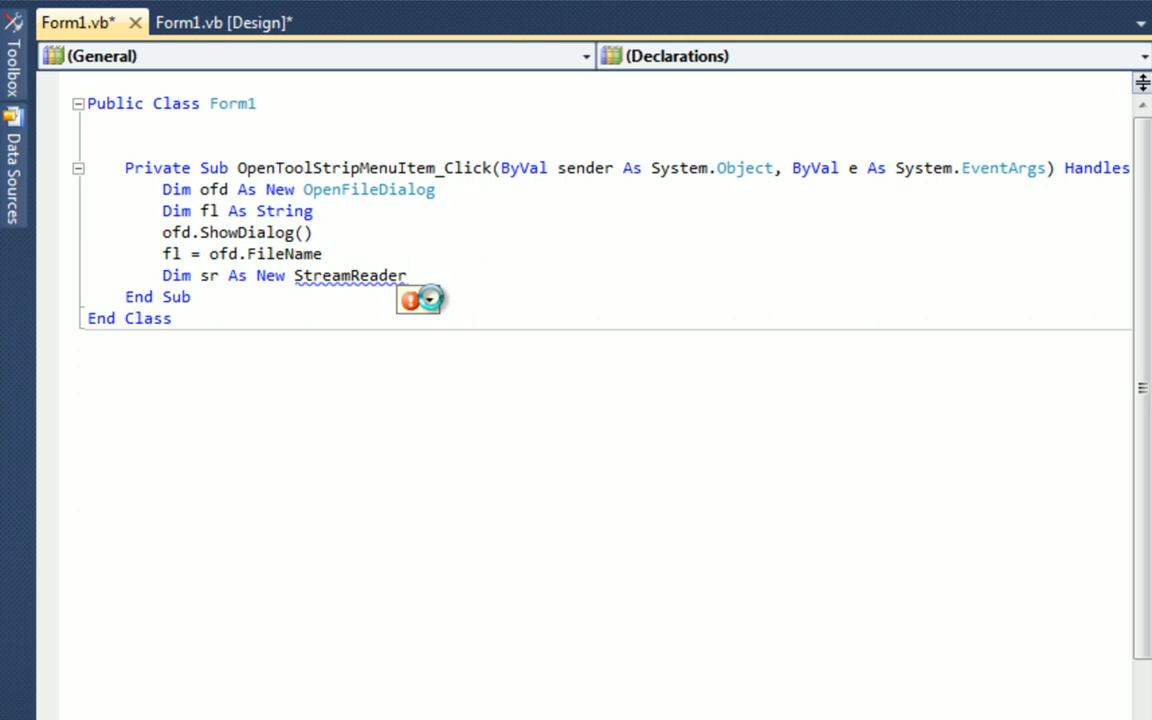 Form1.vb* Form1.vb [Design]*
Toolbox
Data Sources
(General) (Declarations)
Public Class Form1
Private Sub OpenToolStripMenuItem_Click(ByVal sender As System.Object, ByVal e As System.EventArgs) Handles
Dim ofd As New OpenFileDialog
Dim fl As String
ofd.ShowDialog()
fl = ofd.FileName
Dim sr As New StreamReader
End Sub
End Class